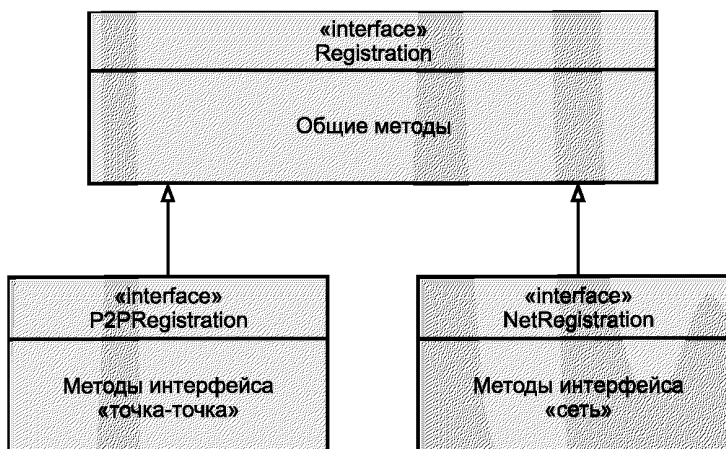 «interface»
Registration
Общие методы
«interface»
P2PRegistration
Методы интерфейса
«точка-точка»
«interface»
NetRegistration
Методы интерфейса
«сеть»